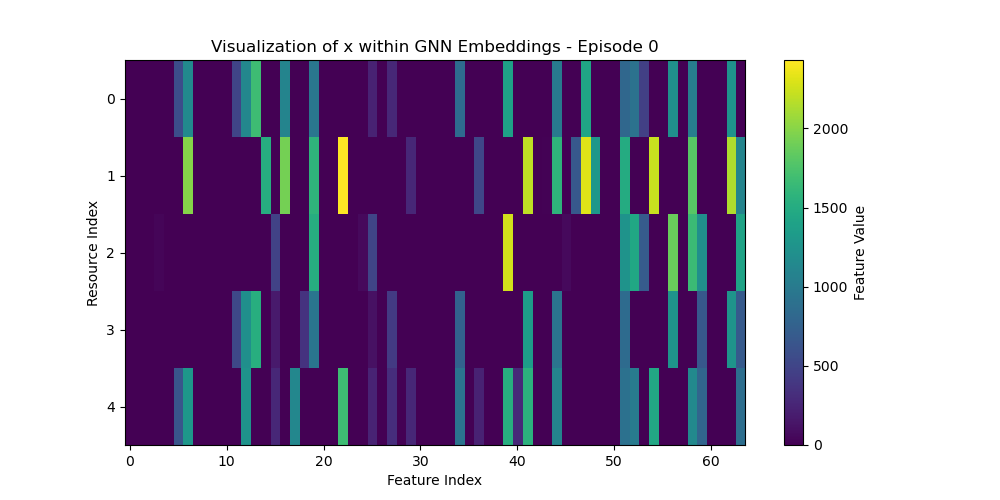 Visualization of x within GNN Embeddings - Episode 0
Resource Index
0
1
2
3
4
0 10 20 30 40 50 60
Feature Index
2000
1500
1000
500
0
Feature Value